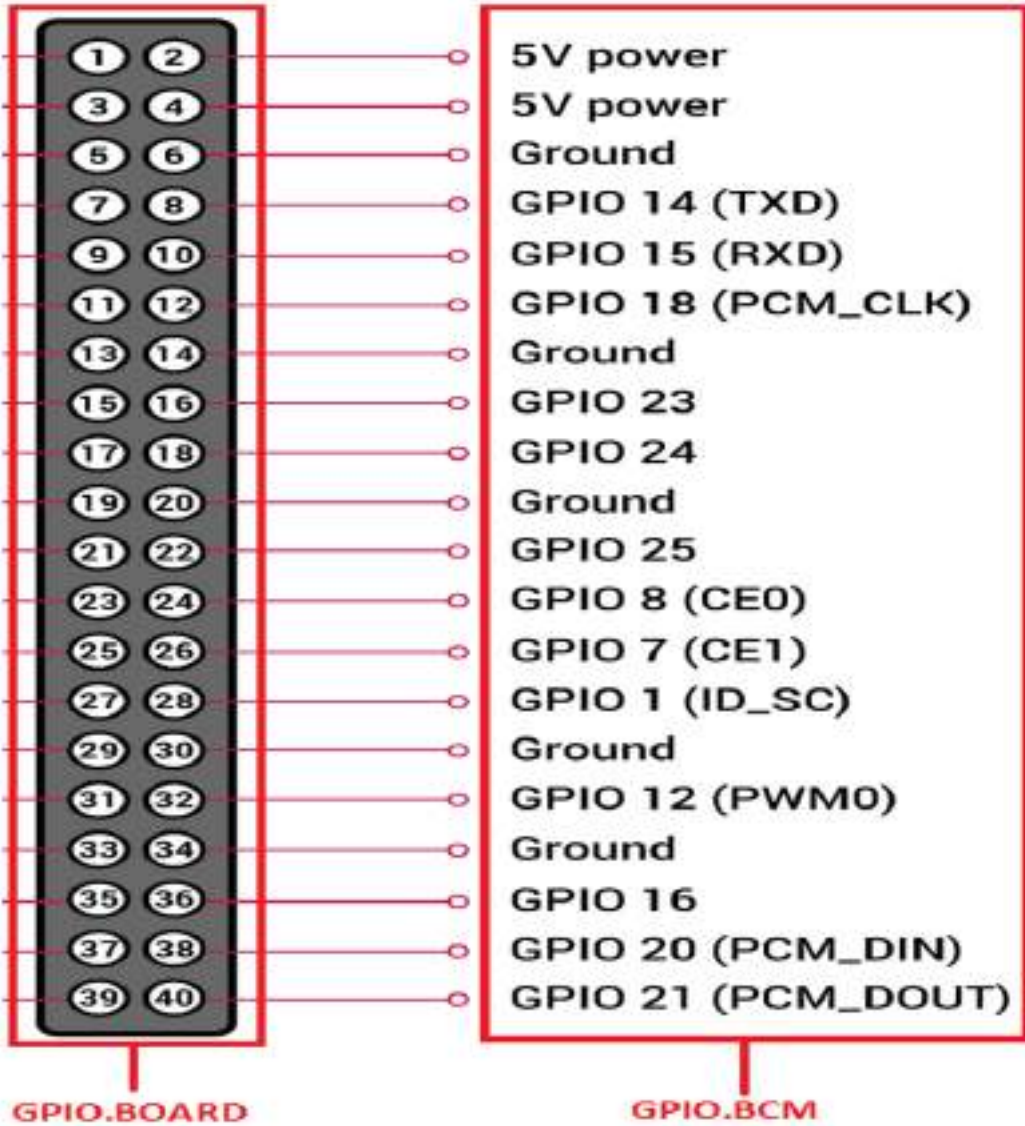 1 2 5V power
3 4 5V power
5 6 Ground
7 8 GPIO 14 (TXD)
9 10 GPIO 15 (RXD)
11 12 GPIO 18 (PCM_CLK)
13 14 Ground
15 16 GPIO 23
17 18 GPIO 24
19 20 Ground
21 22 GPIO 25
23 24 GPIO 8 (CE0)
25 26 GPIO 7 (CE1)
27 28 GPIO 1 (ID_SC)
29 30 Ground
31 32 GPIO 12 (PWM0)
33 34 Ground
35 36 GPIO 16
37 38 GPIO 20 (PCM_DIN)
39 40 GPIO 21 (PCM_DOUT)
GPIO.BOARD GPIO.BCM